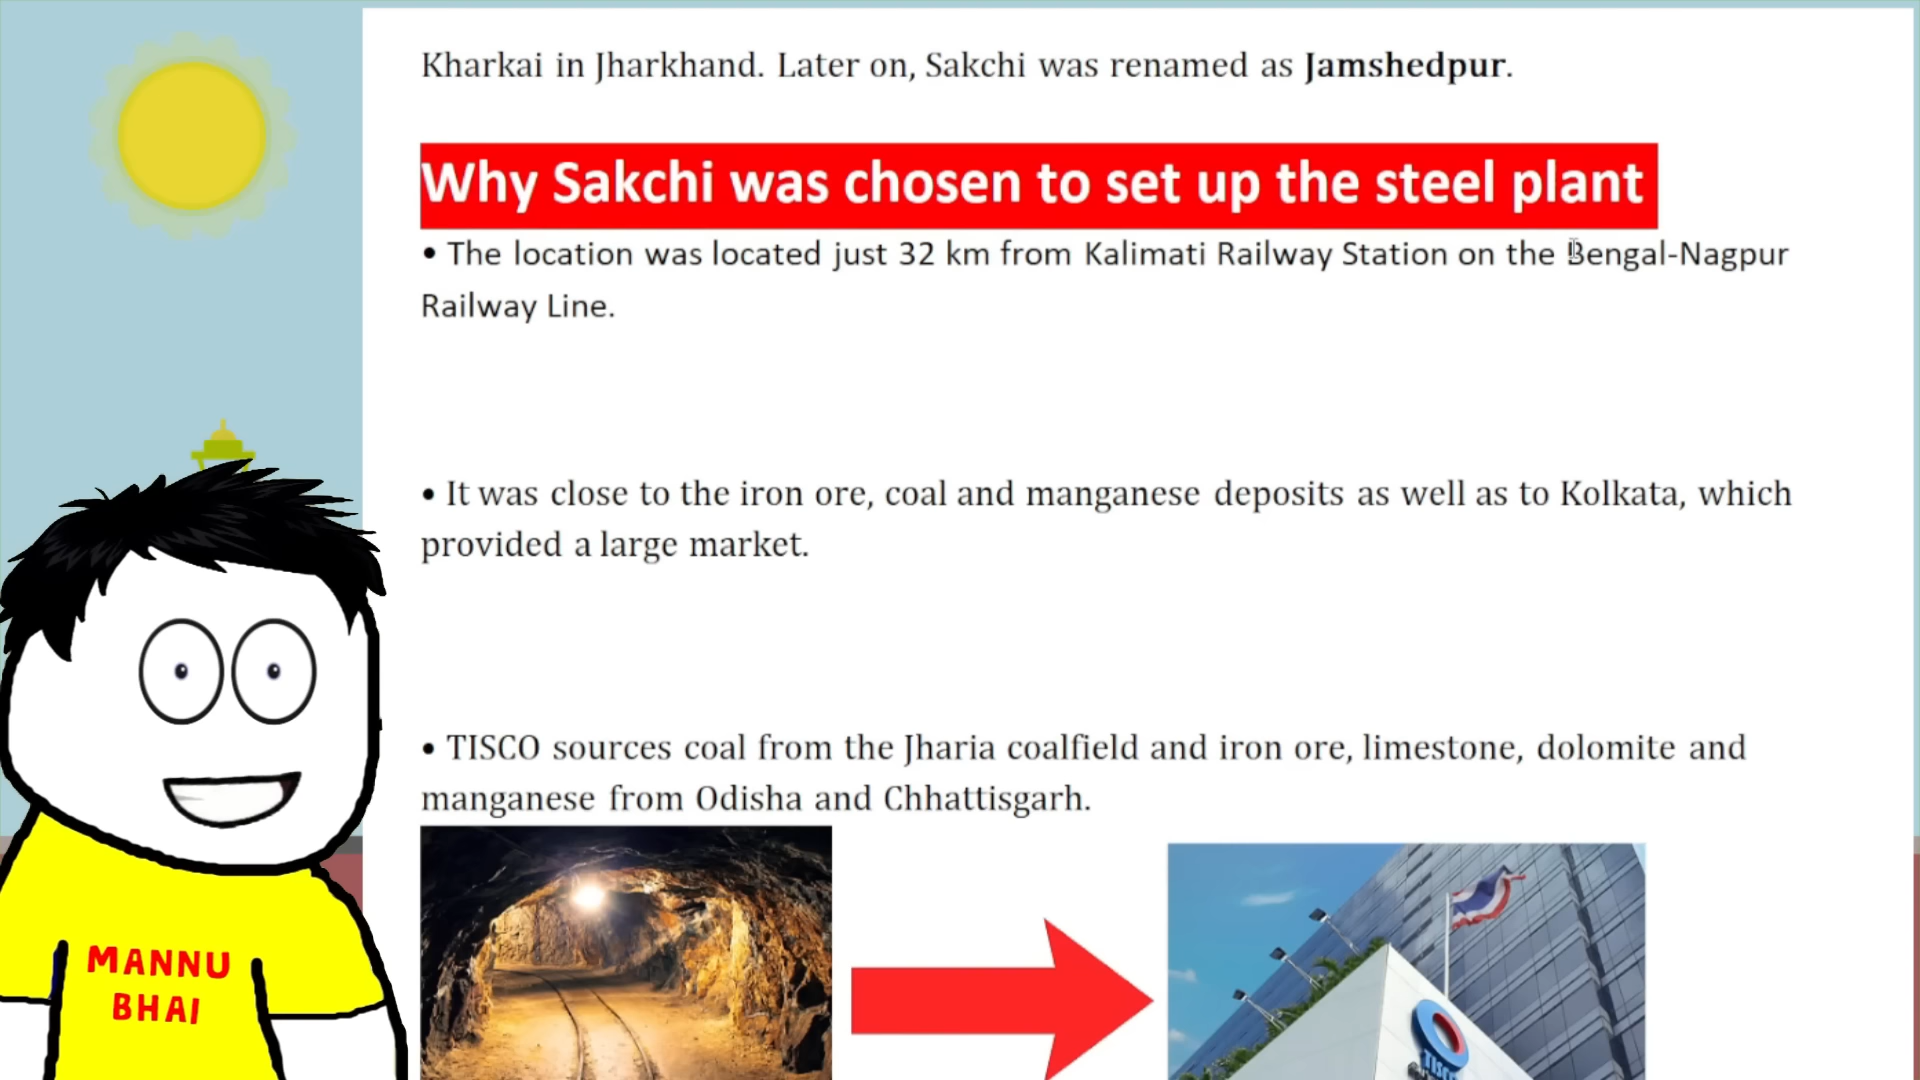 Kharkai in Jharkhand. Later on, Sakchi was renamed as Jamshedpur.
Why Sakchi was chosen to set up the steel plant
• The location was located just 32 km from Kalimati Railway Station on the Bengal-Nagpur
Railway Line.
• It was close to the iron ore, coal and manganese deposits as well as to Kolkata, which
provided a large market.
• TISCO sources coal from the Jharia coalfield and iron ore, limestone, dolomite and
manganese from Odisha and Chhattisgarh.
MANNU
BHAI
TISCO